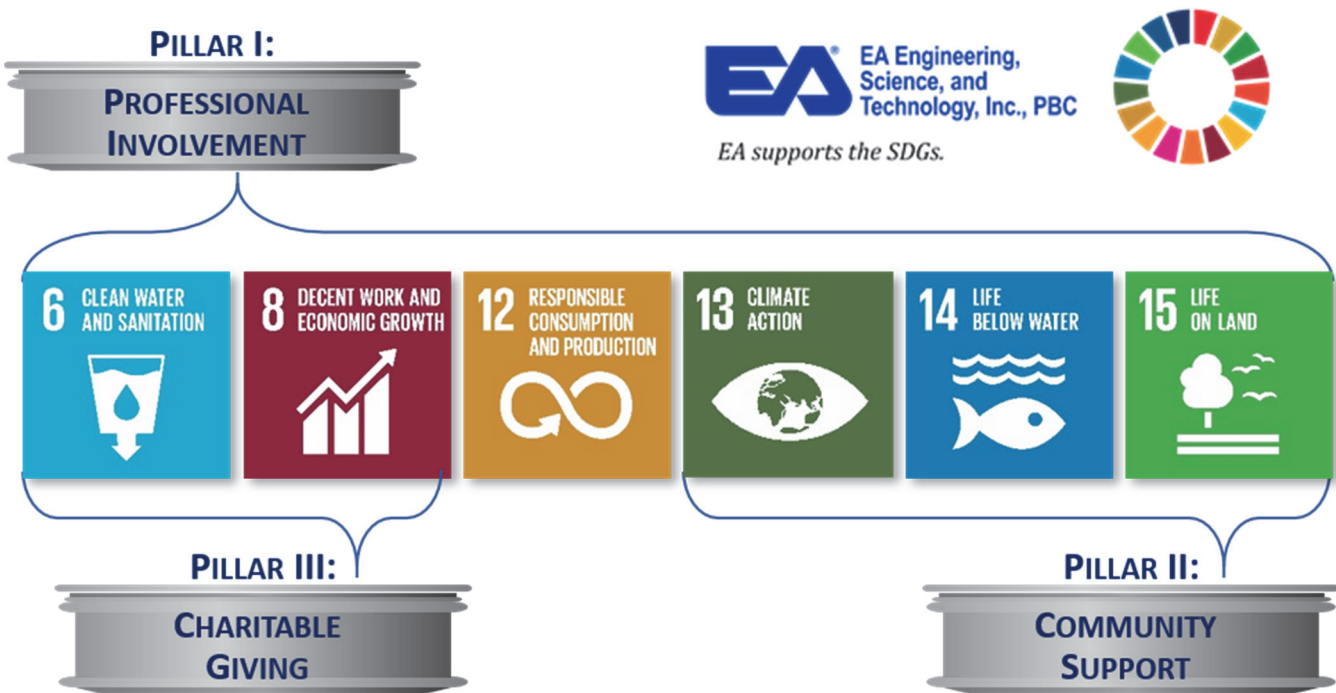 PILLAR I:
PROFESSIONAL
INVOLVEMENT
EA® EA Engineering,
Science, and
Technology, Inc., PBC
EA supports the SDGs.
6 CLEAN WATER
AND SANITATION
8 DECENT WORK AND
ECONOMIC GROWTH
12 RESPONSIBLE
CONSUMPTION
AND PRODUCTION
13 CLIMATE
ACTION
14 LIFE
BELOW WATER
15 LIFE
ON LAND
PILLAR III:
CHARITABLE
GIVING
PILLAR II:
COMMUNITY
SUPPORT